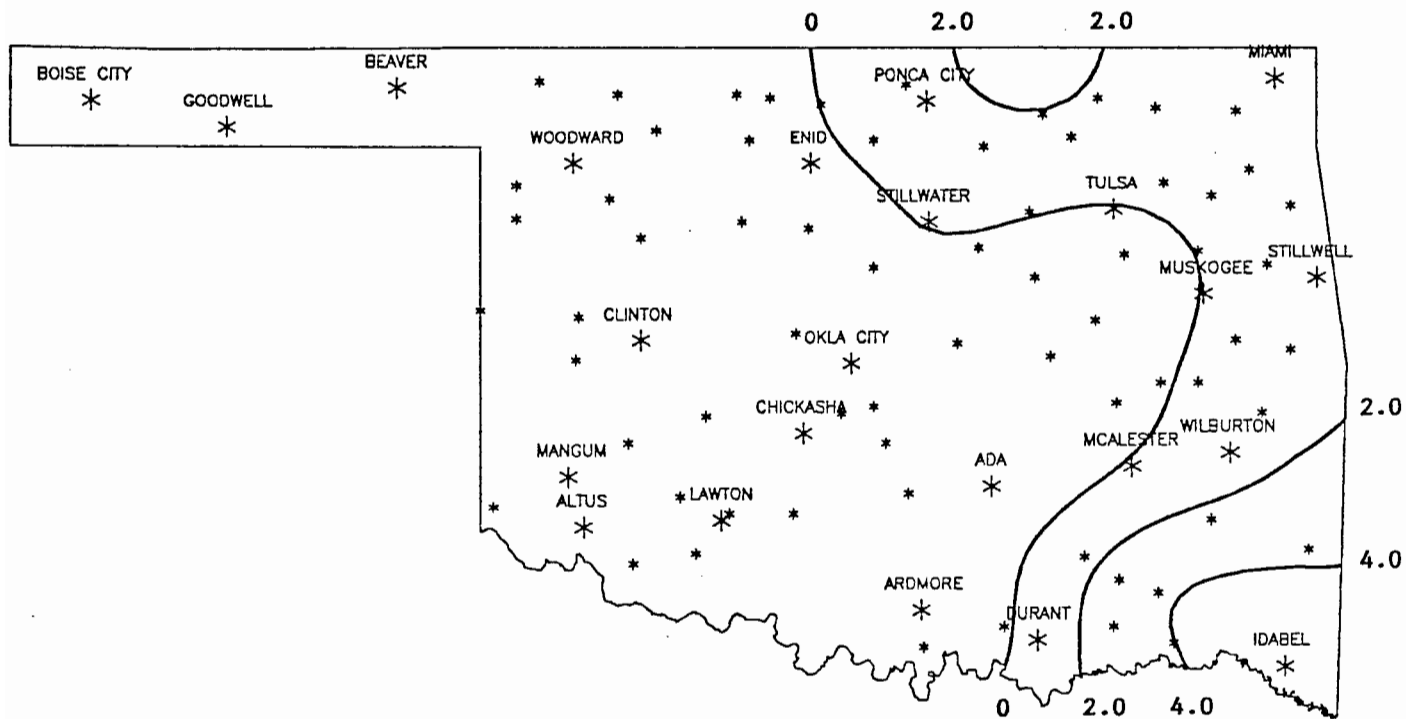 0 2.0 2.0
MIAMI
BEAVER
BOISE CITY
PONCA CITY
GOODWELL
WOODWARD
ENID
TULSA
STILLWATER
STILLWELL
MUSKOGEE
CLINTON
OKLA CITY
CHICKASHA
2.0
WILBURTON
MCALESTER
MANGUM
ADA
LAWTON
ALTUS
4.0
ARDMORE
DURANT
IDABEL
0 2.0 4.0